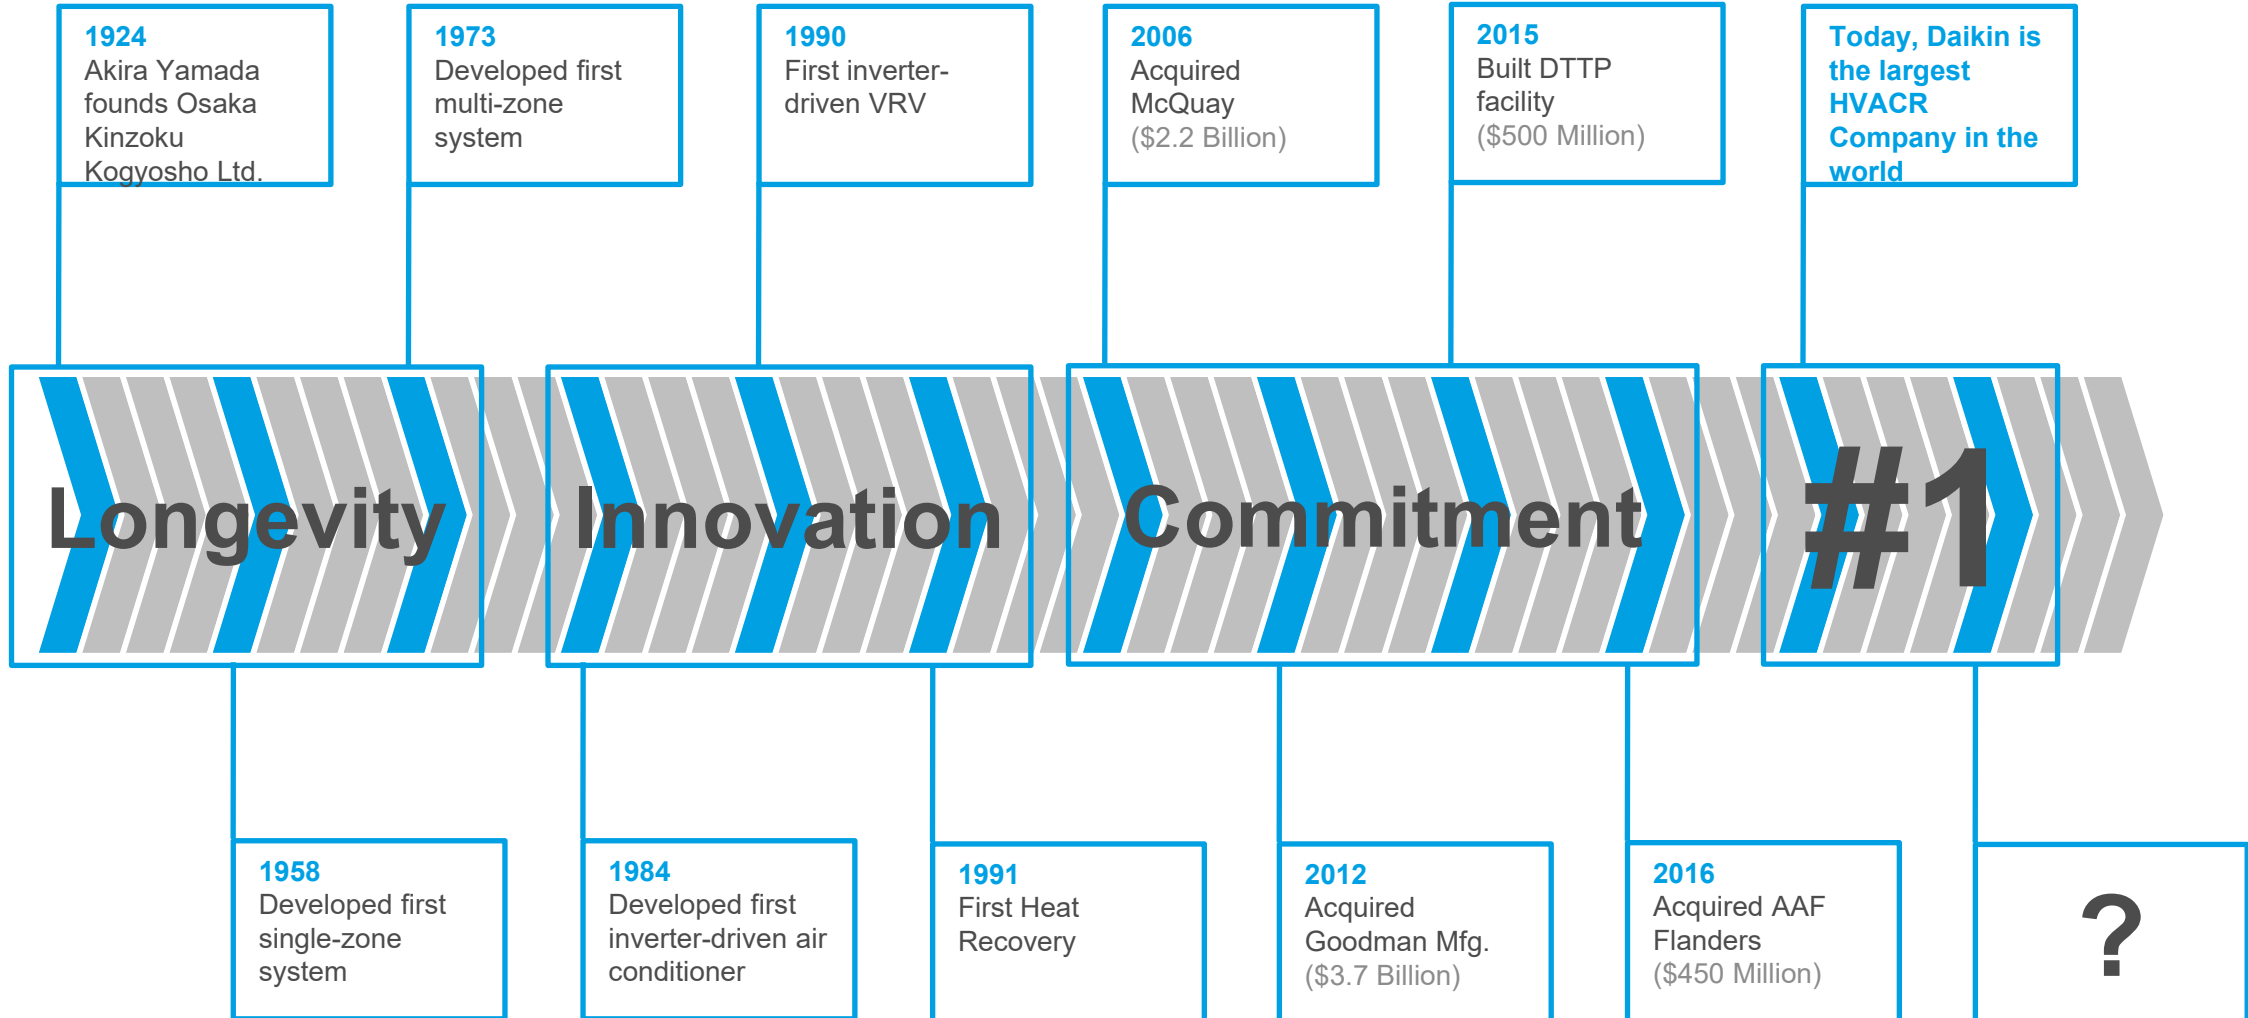 1924
Akira Yamada
founds Osaka
Kinzoku
Kogyosho Ltd.
1973
Developed first
multi-zone
system
1990
First inverter-
driven VRV
2006
Acquired
McQuay
($2.2 Billion)
2015
Built DTTP
facility
($500 Million)
Today, Daikin is
the largest
HVACR
Company in the
world
Longevity
Innovation
Commitment
#1
1958
Developed first
single-zone
system
1984
Developed first
inverter-driven air
conditioner
1991
First Heat
Recovery
2012
Acquired
Goodman Mfg.
($3.7 Billion)
2016
Acquired AAF
Flanders
($450 Million)
?